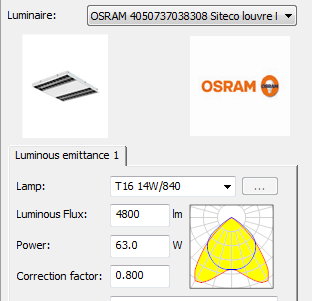 Luminaire: OSRAM 4050737038308 Siteco louvre l
OSRAM
Luminous emittance 1
Lamp: T16 14W/840 ...
Luminous Flux: 4800 lm
Power: 63.0 W
Correction factor: 0.800